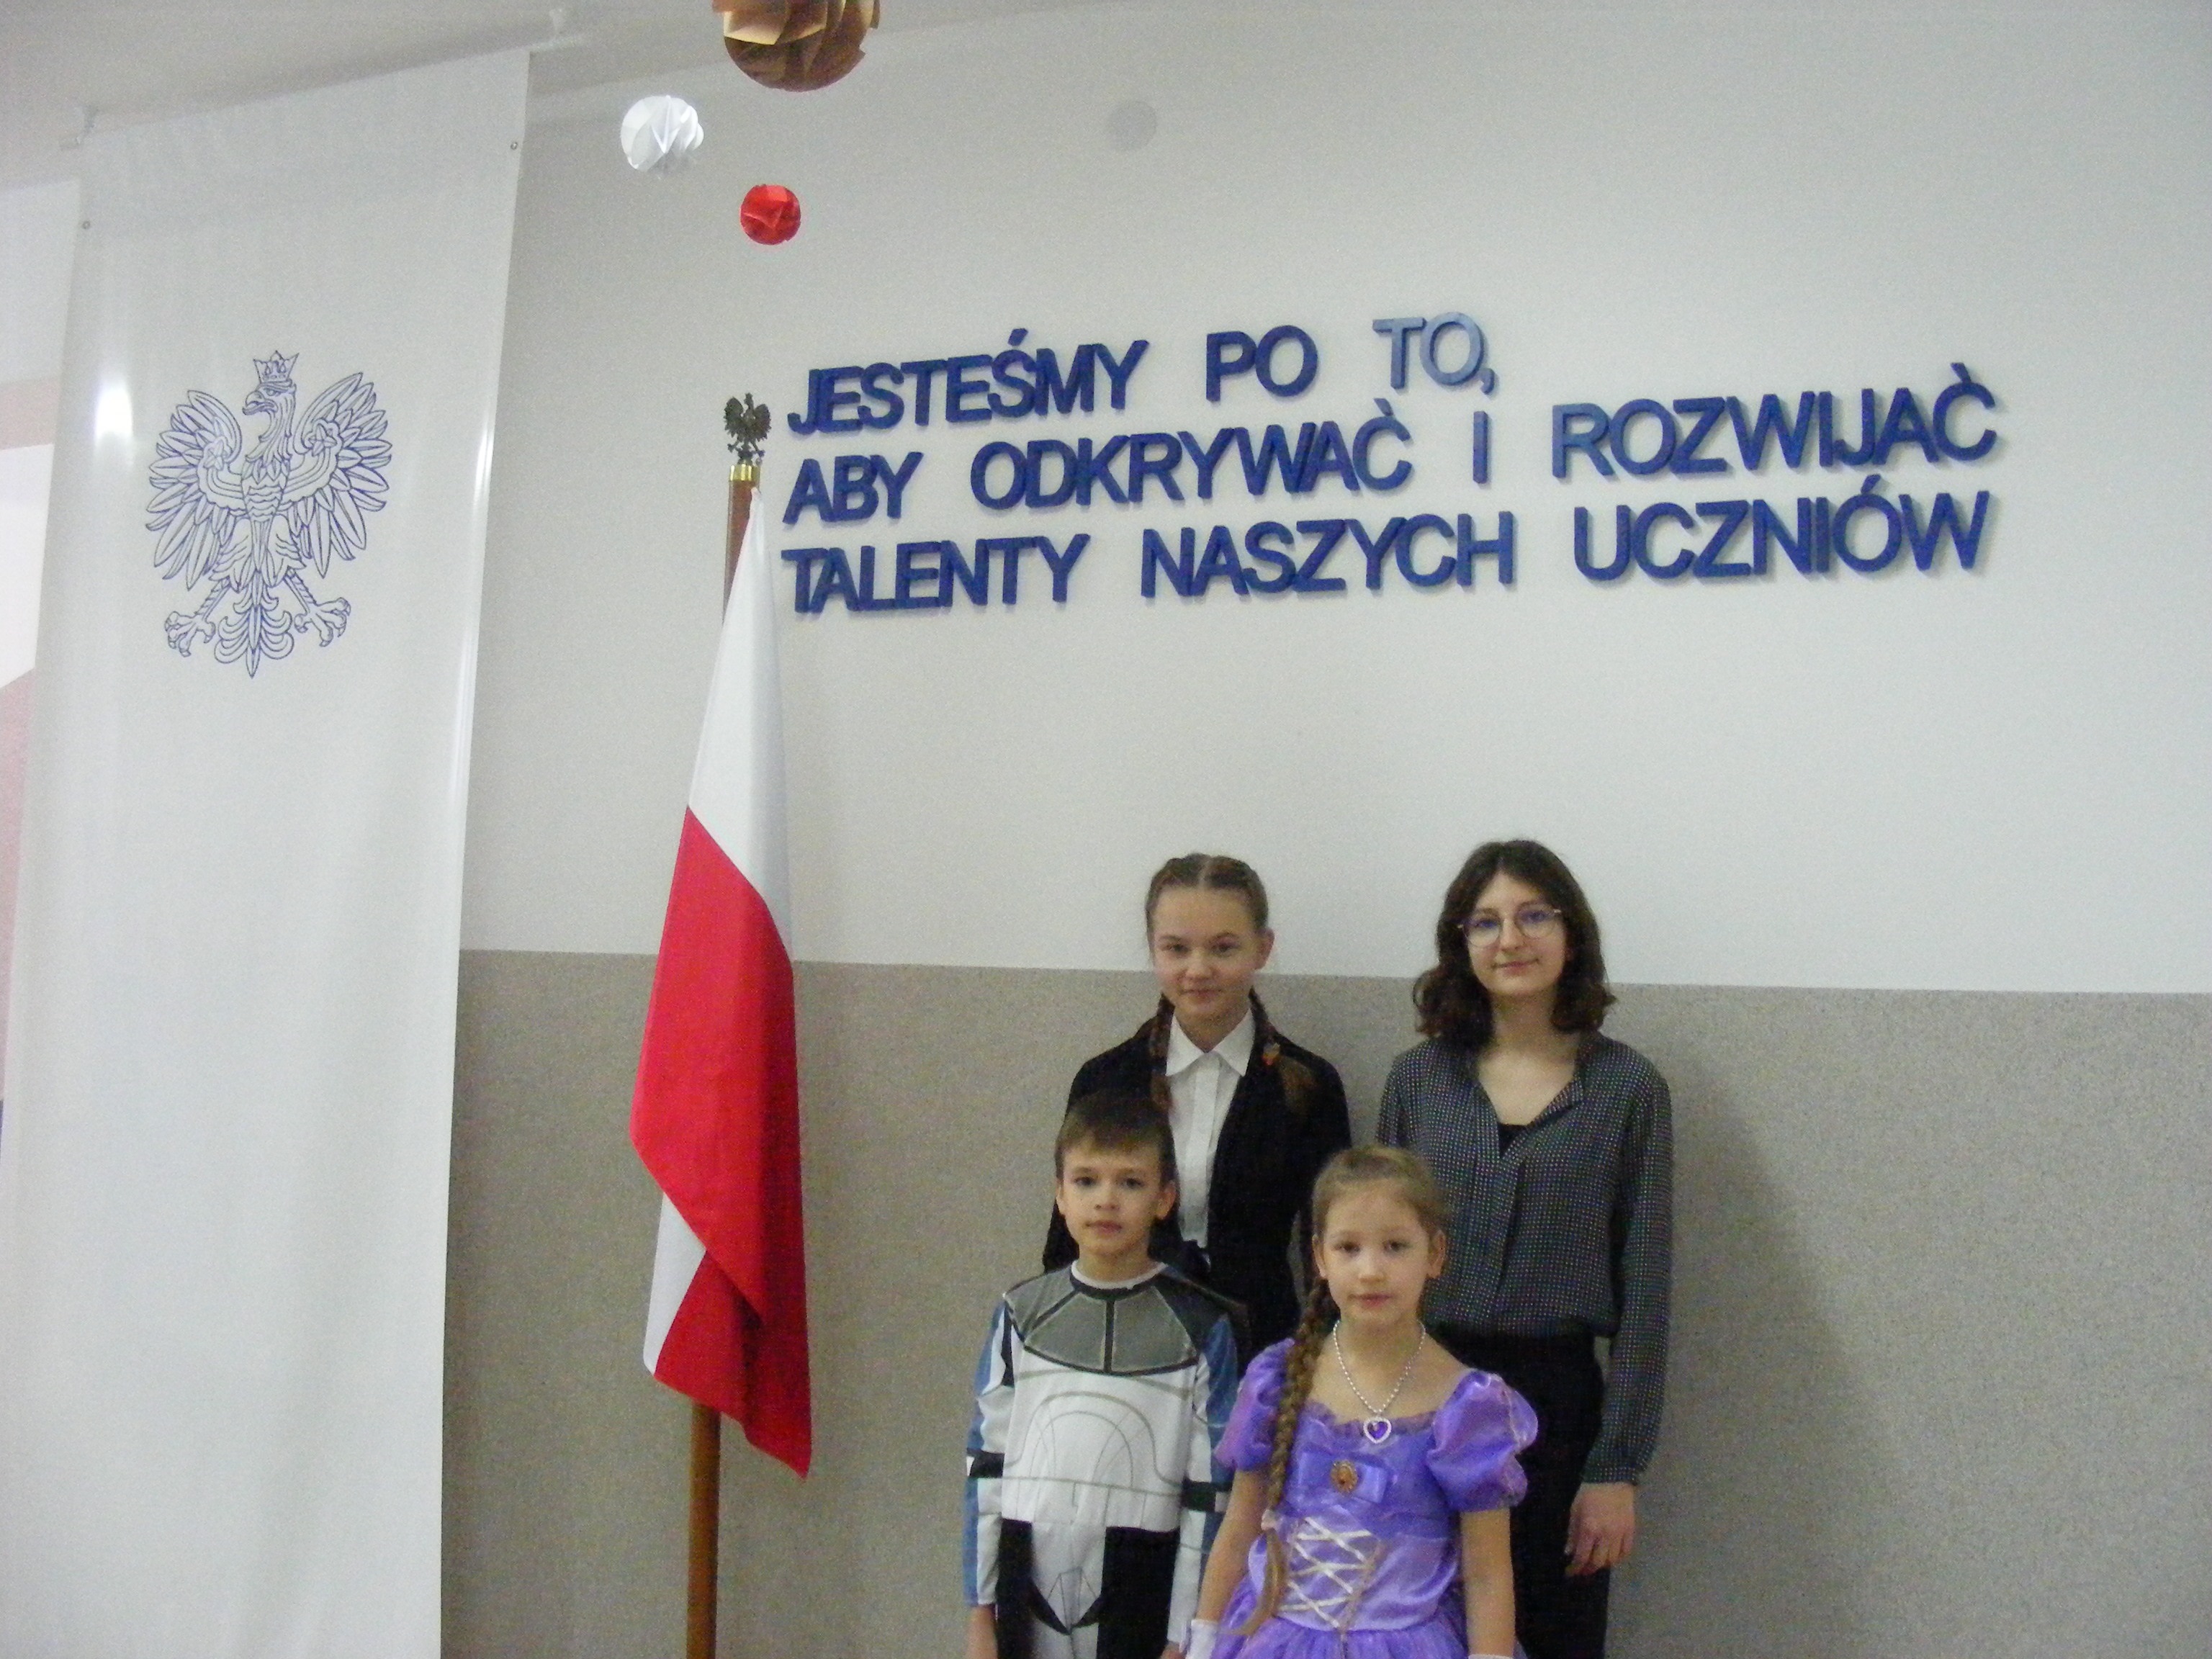 JESTEŚMY PO TO,
ABY ODKRYWAĆ I ROZWIJAĆ
TALENTY NASZYCH UCZNIÓW